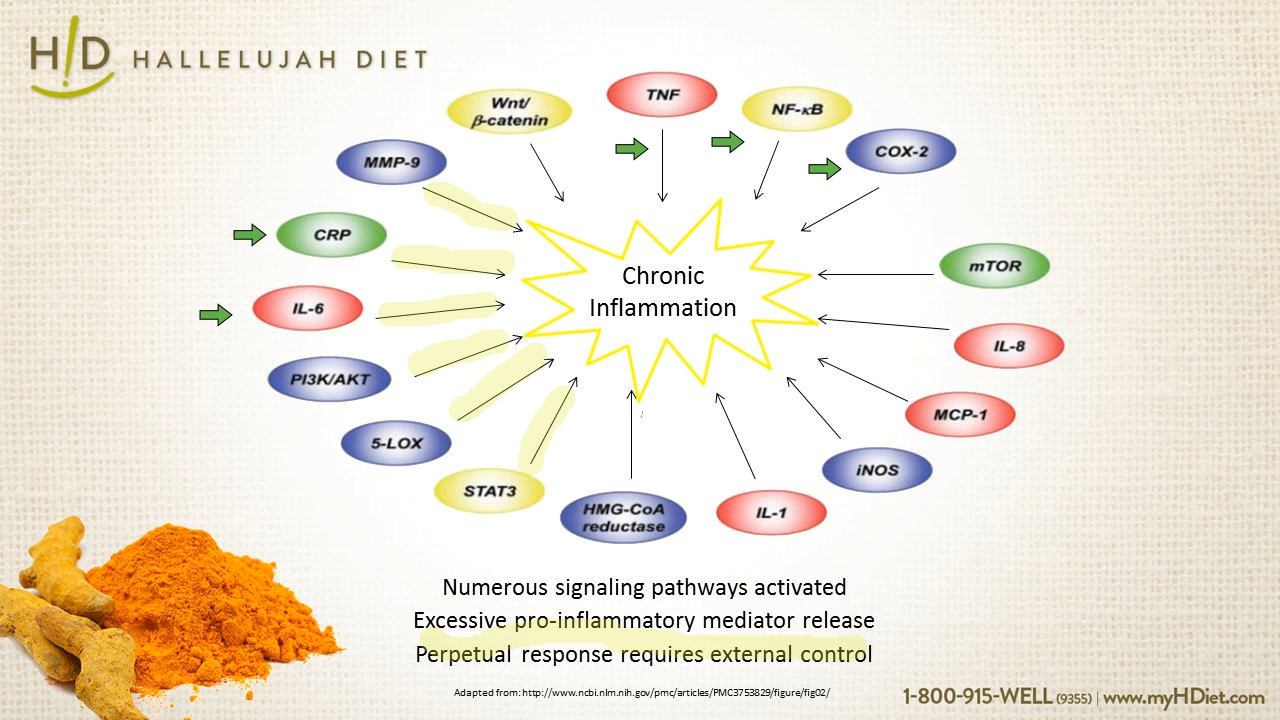 H!D HALLELUJAH DIET
Wnt/
β-catenin
TNF
NF-κB
COX-2
MMP-9
CRP
mTOR
IL-6
IL-8
PI3K/AKT
MCP-1
5-LOX
iNOS
STAT3
HMG-CoA
reductase
IL-1
Chronic
Inflammation
Numerous signaling pathways activated
Excessive pro-inflammatory mediator release
Perpetual response requires external control
Adapted from: http://www.ncbi.nlm.nih.gov/pmc/articles/PMC3753829/figure/fig02/
1-800-915-WELL (9355) | www.myHDiet.com